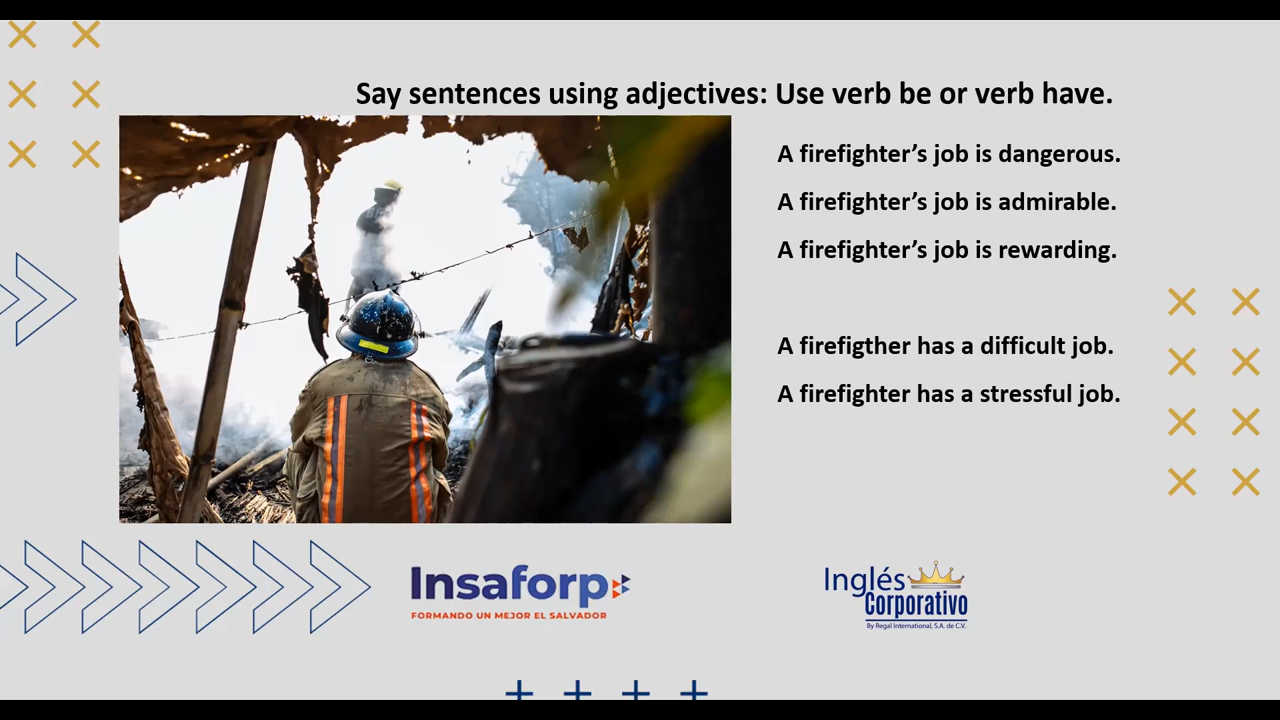 Say sentences using adjectives: Use verb be or verb have.
A firefighter’s job is dangerous.
A firefighter’s job is admirable.
A firefighter’s job is rewarding.
A firefigther has a difficult job.
A firefighter has a stressful job.
Insaforp
FORMANDO UN MEJOR EL SALVADOR
Inglés
Corporativo
By Regal International, S.A. de C.V.